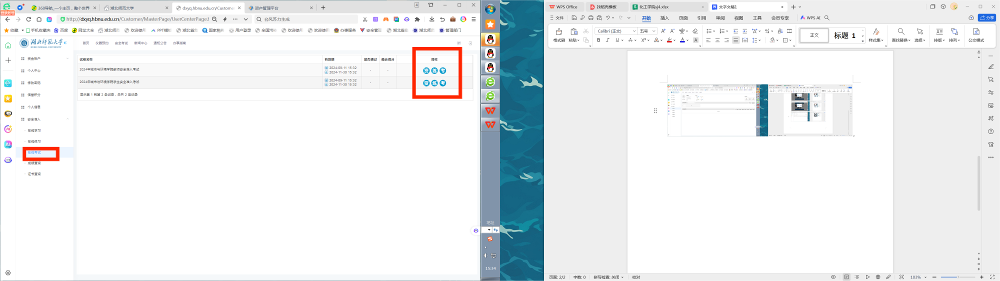 360导航_一个主页，整个世界
湖北师范大学
dxyq.hbnu.edu.cn/Customer
资产管理平台
4
登录账号
http://dxyq.hbnu.edu.cn/Customer/MasterPage/UserCenterPage.h
台风苏力生成
收藏
手机收藏夹
百度
网址大全
湖北师范
欢迎使用
PPT模板
湖北省危
国家税务
用户登录
全国污染
欢迎使用
欢迎使用
办事服务
安全管理
湖北省高
湖北师范
管理部门
湖北师范大学
HUBEI NORMAL UNIVERSITY
首页
仪器预约
安全考试
新闻中心
通知公告
办事指南
资金账户
个人中心
修改密码
信誉积分
个人信息
安全准入
在线学习
在线练习
在线考试
成绩查询
证书查询
试卷名称
有效期
是否通过
最近得分
操作
2024年城市与环境学院教师安全准入考试
2024-09-11 15:32
2024-11-30 15:32
-
-
资 练 考
2024年城市与环境学院学生安全准入考试
2024-09-11 15:32
2024-11-30 15:32
-
-
资 练 考
显示第 1 到第 2 条记录，总共 2 条记录
地址
15:34
WPS Office
找稻壳模板
化工学院sj4.xlsx
文字文稿1
文件
开始
插入
页面
引用
审阅
视图
工具
会员专享
WPS AI
分享
格式刷
粘贴
Calibri (正文)
五号
正文
标题 1
样式集
查找替换
选择
排版
排列
公文模式
页面: 2/2
字数: 0
拼写检查: 关闭
校对
103%